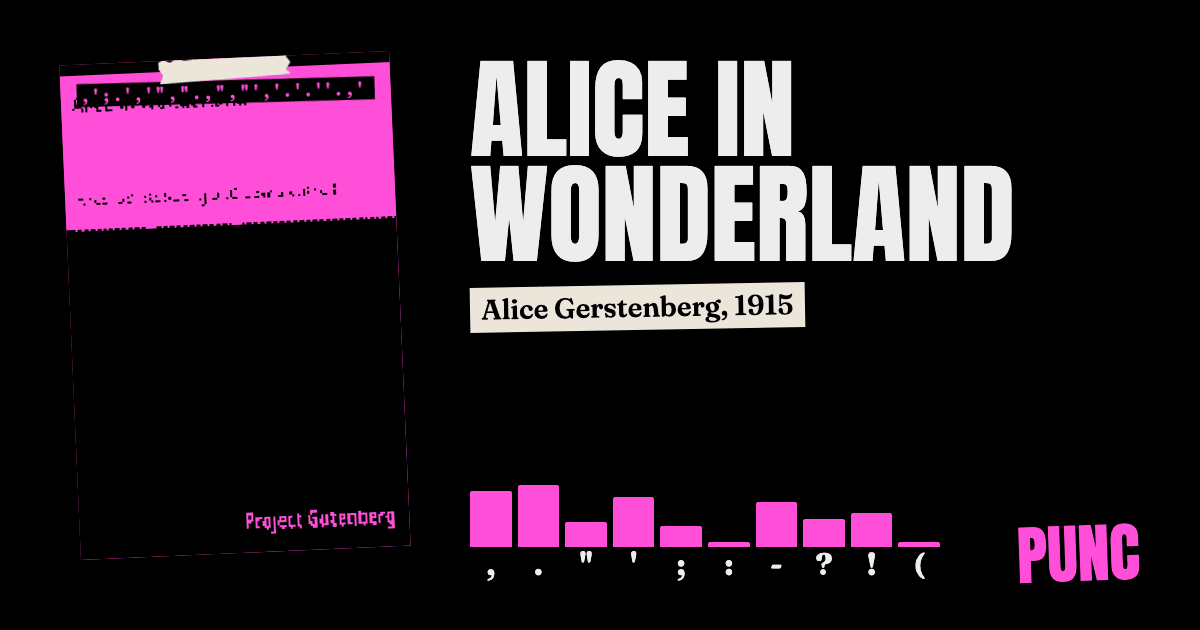 ,';.','",".,","',',.'.''.,'
Project Gutenberg
ALICE IN
WONDERLAND
Alice Gerstenberg, 1915
, . " ' ; : - ? ! (
PUNC